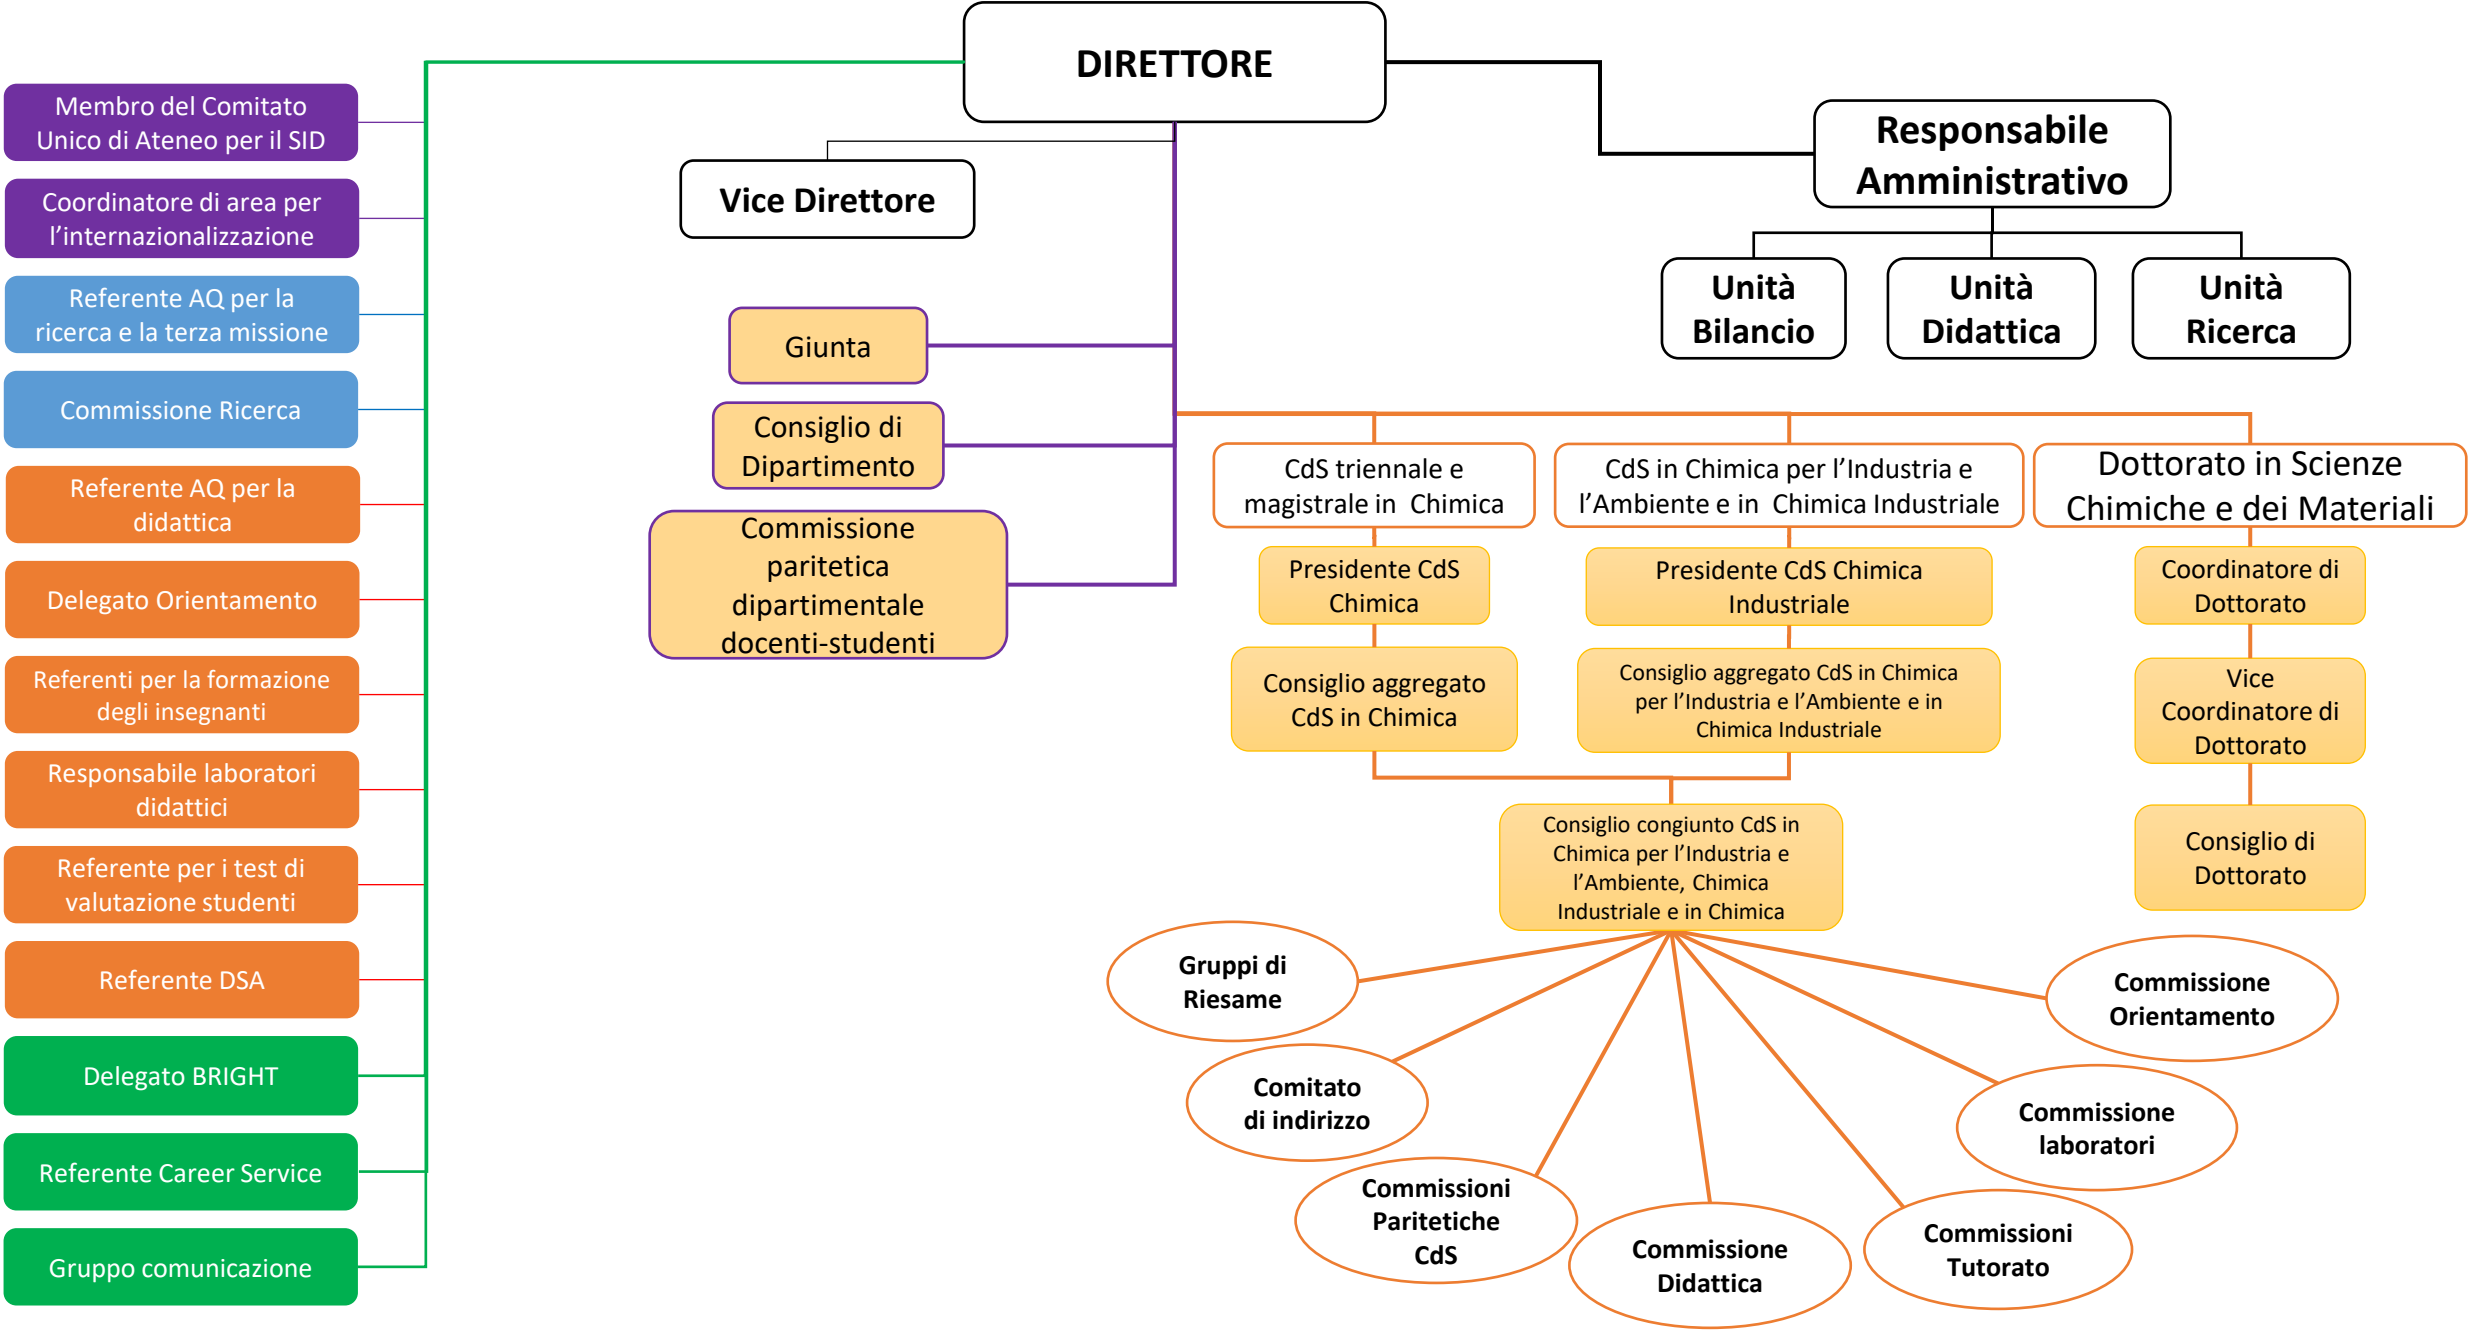 DIRETTORE
Responsabile
Amministrativo
Vice Direttore
Unità
Bilancio
Unità
Didattica
Unità
Ricerca
Membro del Comitato
Unico di Ateneo per il SID
Coordinatore di area per
l’internazionalizzazione
Referente AQ per la
ricerca e la terza missione
Commissione Ricerca
Referente AQ per la
didattica
Delegato Orientamento
Referenti per la formazione
degli insegnanti
Responsabile laboratori
didattici
Referente per i test di
valutazione studenti
Referente DSA
Delegato BRIGHT
Referente Career Service
Gruppo comunicazione
Giunta
Consiglio di
Dipartimento
Commissione
paritetica
dipartimentale
docenti-studenti
CdS triennale e
magistrale in Chimica
CdS in Chimica per l’Industria e
l’Ambiente e in Chimica Industriale
Dottorato in Scienze
Chimiche e dei Materiali
Presidente CdS
Chimica
Presidente CdS Chimica
Industriale
Coordinatore di
Dottorato
Consiglio aggregato
CdS in Chimica
Consiglio aggregato CdS in Chimica
per l’Industria e l’Ambiente e in
Chimica Industriale
Vice
Coordinatore di
Dottorato
Consiglio congiunto CdS in
Chimica per l’Industria e
l’Ambiente, Chimica
Industriale e in Chimica
Consiglio di
Dottorato
Gruppi di
Riesame
Comitato
di indirizzo
Commissioni
Paritetiche
CdS
Commissione
Didattica
Commissioni
Tutorato
Commissione
laboratori
Commissione
Orientamento